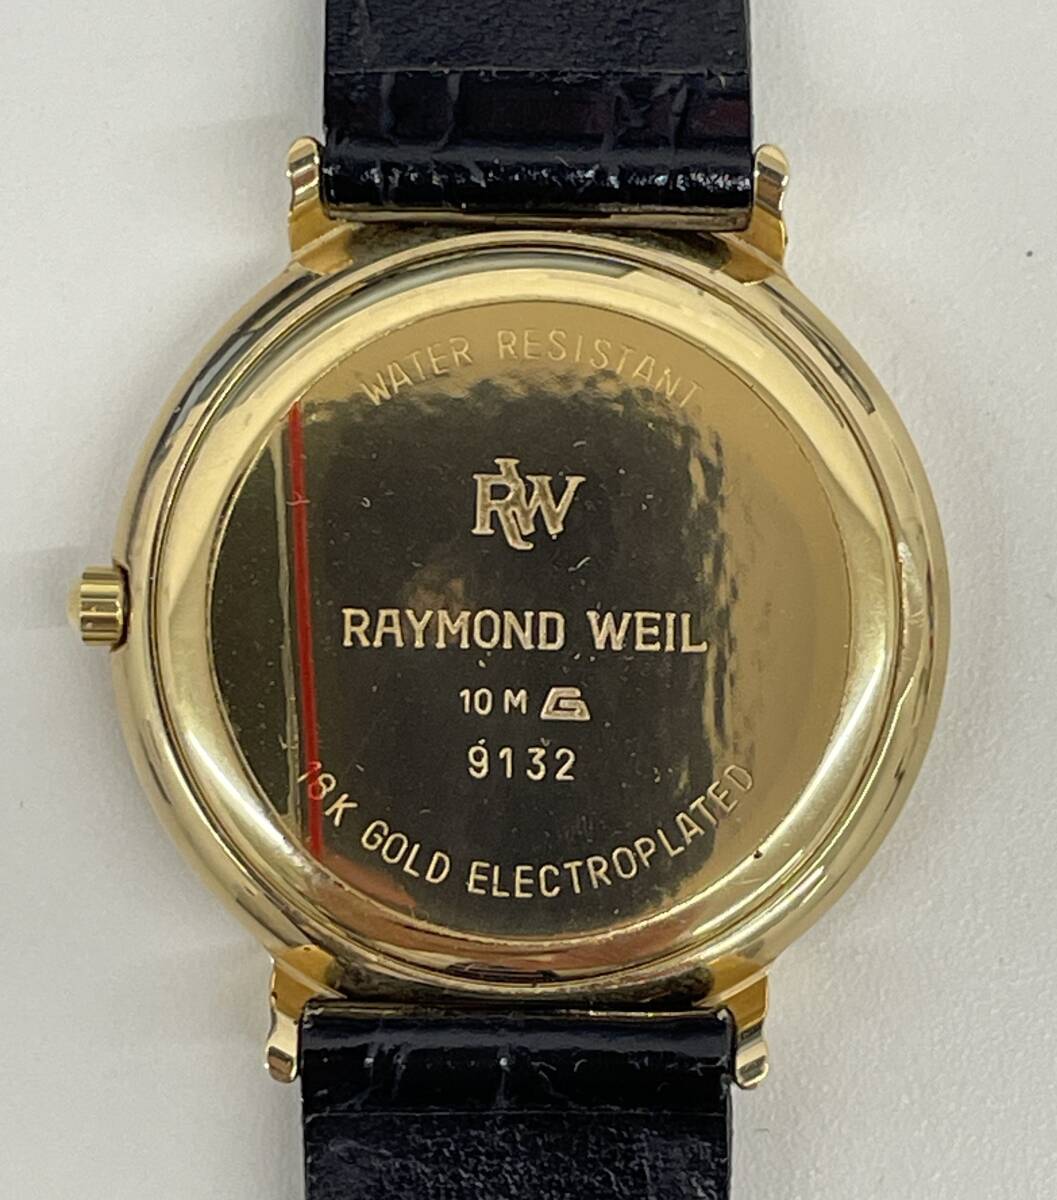 WATER RESISTANT
RW
RAYMOND WEIL
10 M G
9132
18K GOLD ELECTROPLATED